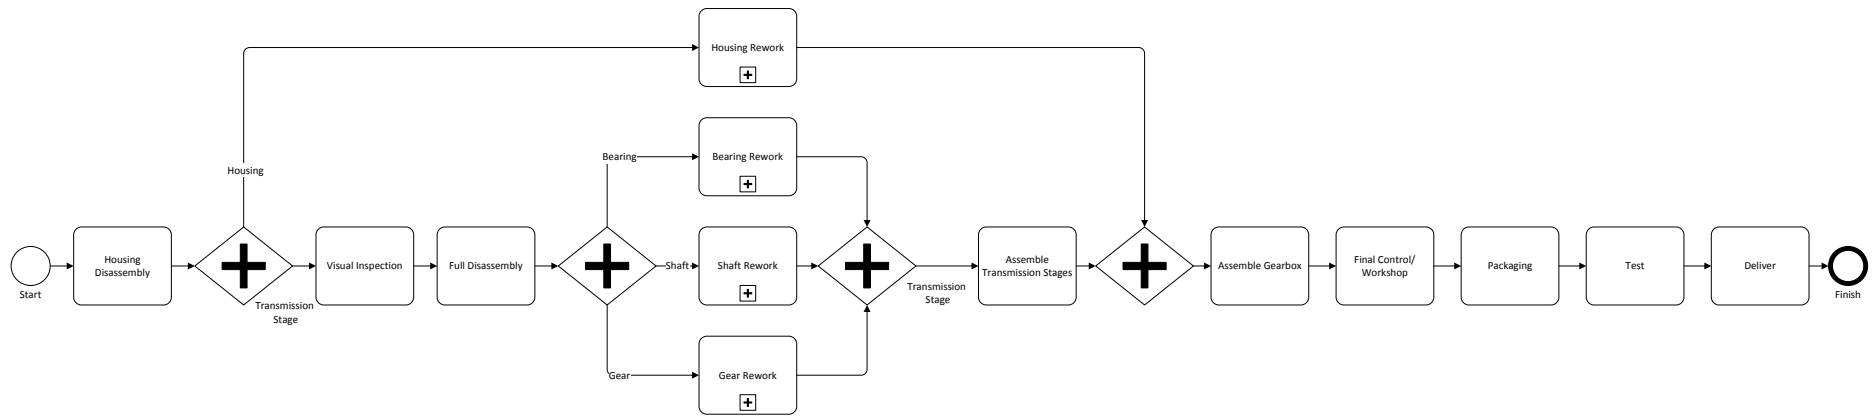 Housing Rework
Bearing
Bearing Rework
Housing
Start
Housing
Disassembly
Transmission
Stage
Visual Inspection
Full Disassembly
Shaft
Shaft Rework
Gear
Gear Rework
Transmission
Stage
Assemble
Transmission Stages
Assemble Gearbox
Final Control/
Workshop
Packaging
Test
Deliver
Finish